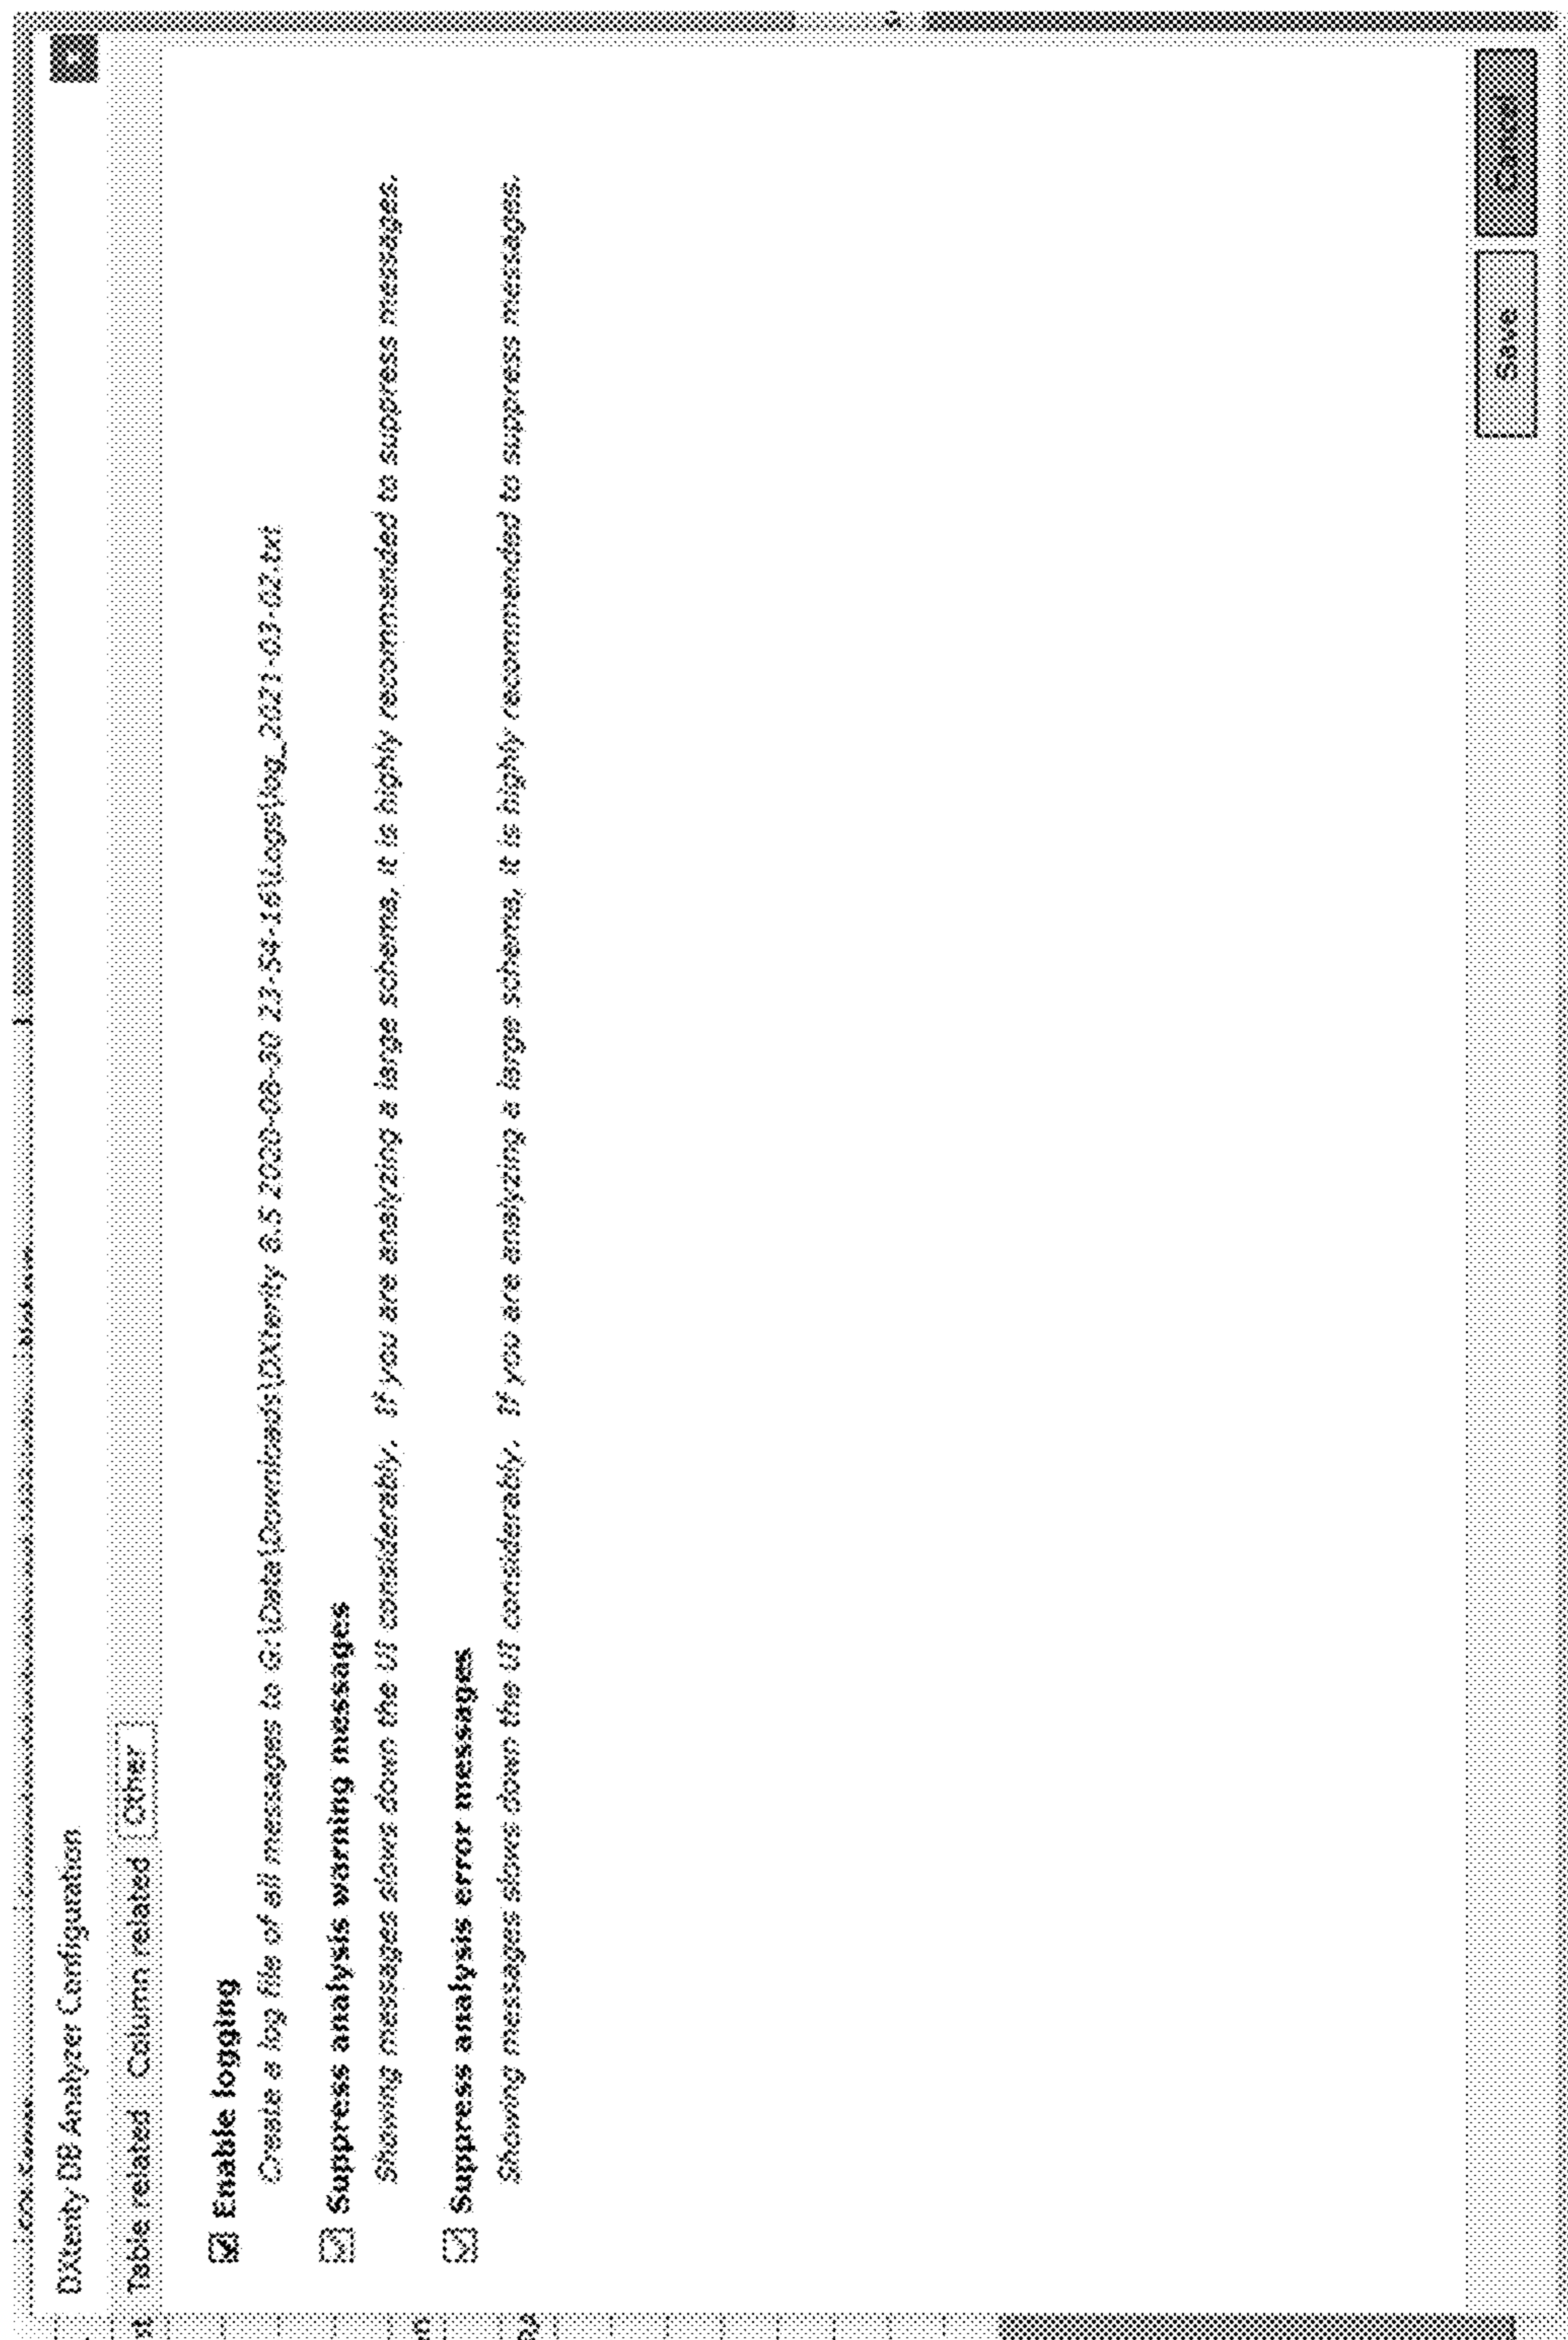 DXterity DB Analyzer Configuration
Table related Column related Other
Enable logging
Create a log file of all messages to G:\Data\Downloads\DXterity 8.5 2020-08-30 23-54-16\Logs\log_2021-03-02.txt
Suppress analysis warning messages
Showing messages slows down the UI considerably. If you are analyzing a large schema, it is highly recommended to suppress messages.
Suppress analysis error messages
Showing messages slows down the UI considerably. If you are analyzing a large schema, it is highly recommended to suppress messages.
Save Cancel